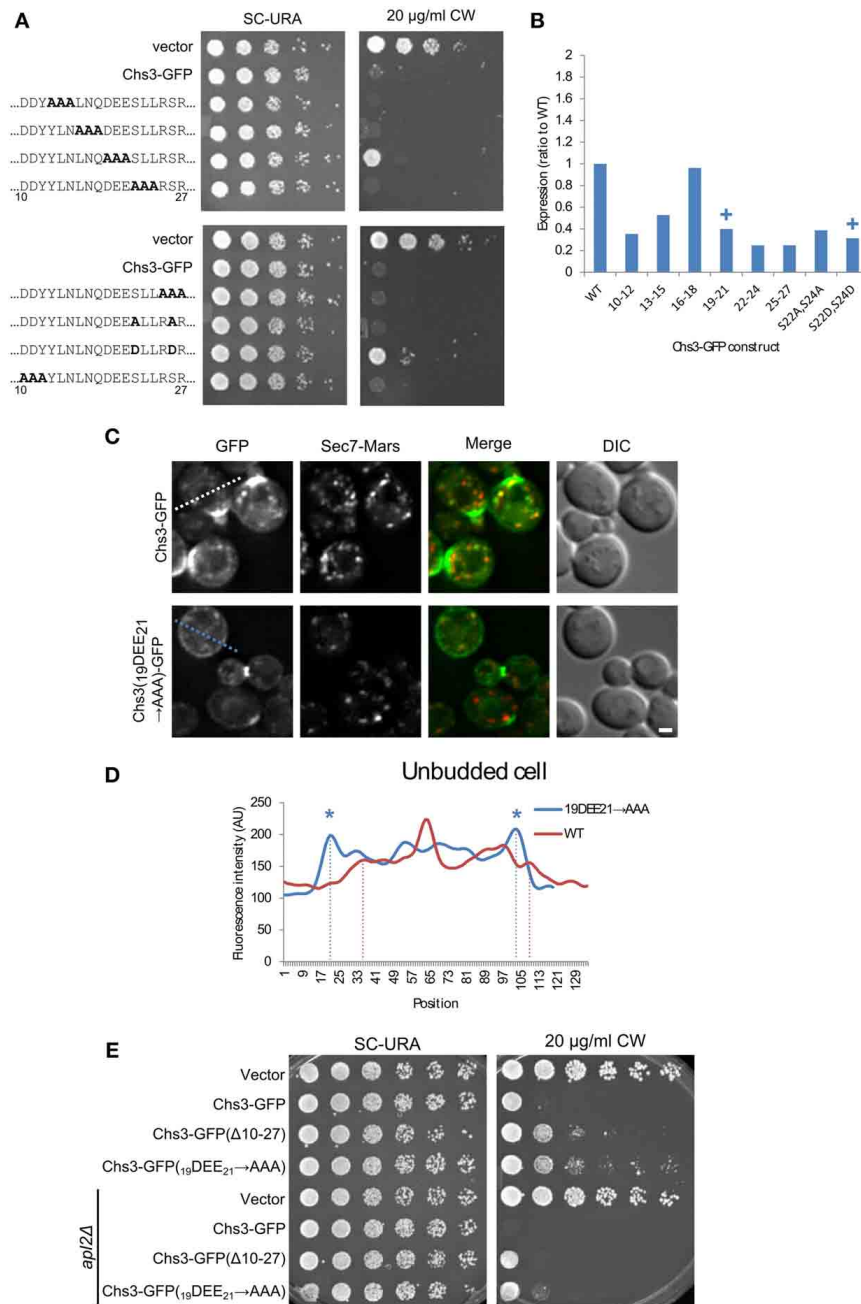 A
SC-URA
20 µg/ml CW
vector
Chs3-GFP
...DDYAAALNQDEESLLRSR...
...DDYYLNAAADEESLLRSR...
...DDYYLNLNQAAASLLRSR...
...DDYYLNLNQDEEAAARSR...
10
27
vector
Chs3-GFP
...DDYYLNLNQDEESLLAAA...
...DDYYLNLNQDEEALLRAR...
...DDYYLNLNQDEEDLLRDR...
...AAAYLNLNQDEESLLRSR...
10
27
B
Expression (ratio to WT)
2
1.8
1.6
1.4
1.2
1
0.8
0.6
0.4
0.2
0
+
+
WT
10-12
13-15
16-18
19-21
22-24
25-27
S22A,S24A
S22D,S24D
Chs3-GFP construct
C
GFP
Sec7-Mars
Merge
DIC
Chs3-GFP
Chs3(19DEE21
→AAA)-GFP
D
Unbudded cell
Fluorescence intensity (AU)
250
200
150
100
50
0
*
*
19DEE21→AAA
WT
1
9
17
25
33
41
49
57
65
73
81
89
97
105
113
121
129
Position
E
SC-URA
20 µg/ml CW
Vector
Chs3-GFP
Chs3-GFP(Δ10-27)
Chs3-GFP(19DEE21→AAA)
apl2Δ
Vector
Chs3-GFP
Chs3-GFP(Δ10-27)
Chs3-GFP(19DEE21→AAA)